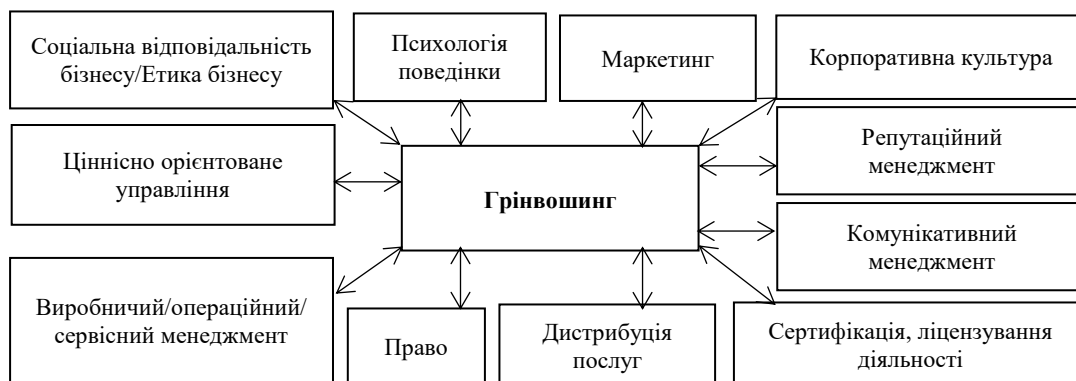 Соціальна відповідальність
бізнесу/Етика бізнесу
Психологія
поведінки
Маркетинг
Корпоративна культура
Ціннісно орієнтоване
управління
Грінвошинг
Репутаційний
менеджмент
Комунікативний
менеджмент
Виробничий/операційний/
сервісний менеджмент
Право
Дистрибуція
послуг
Сертифікація, ліцензування
діяльності